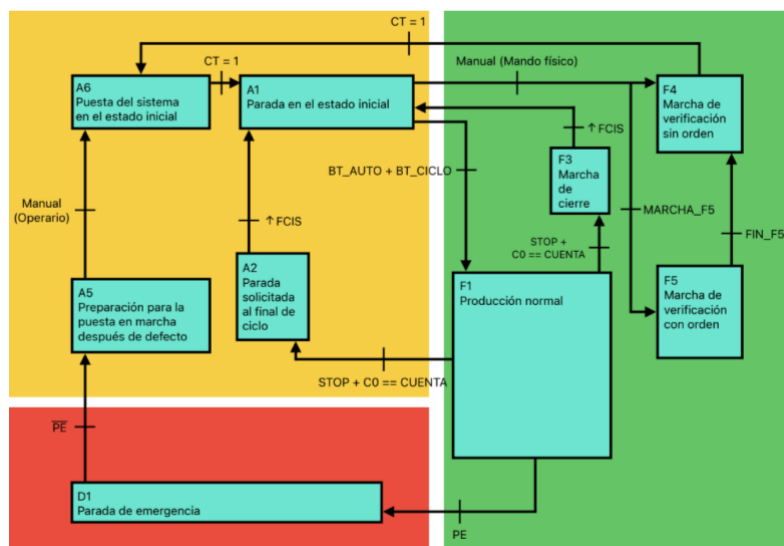 CT = 1
CT = 1
Manual (Mando físico)
A6
Puesta del sistema
en el estado inicial
A1
Parada en el estado inicial
F4
Marcha de
verificación
sin orden
↑ FCIS
F3
Marcha
de
cierre
BT_AUTO + BT_CICLO
Manual
(Operario)
↑ FCIS
MARCHA_F5
FIN_F5
STOP +
C0 == CUENTA
A2
Parada
solicitada
al final de
ciclo
A5
Preparación para la
puesta en marcha
después de defecto
F1
Producción normal
F5
Marcha de
verificación
con orden
STOP + C0 == CUENTA
P̅E̅
D1
Parada de emergencia
PE